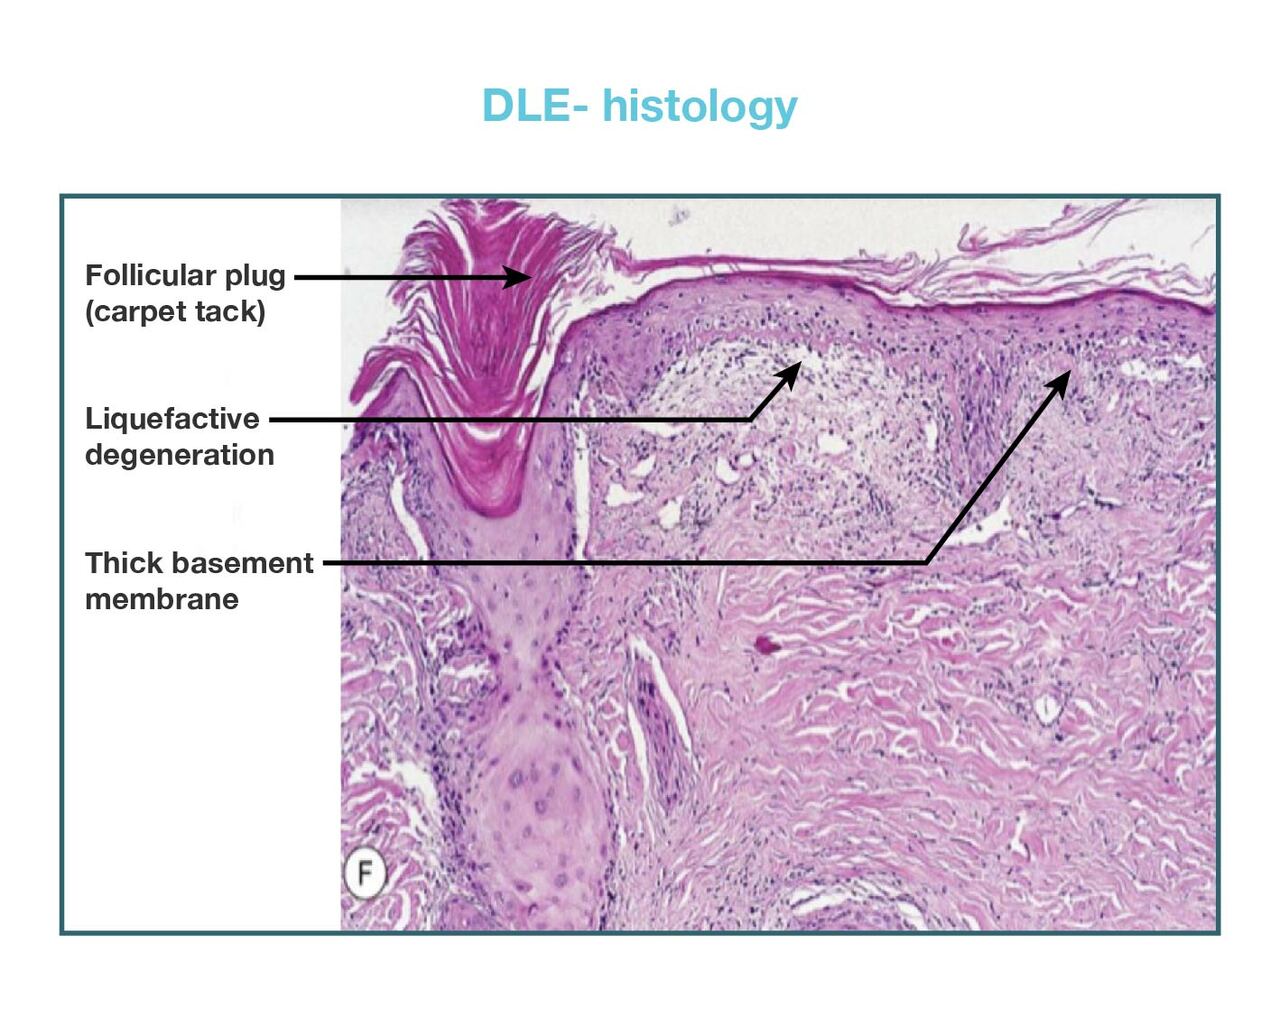 DLE- histology
Follicular plug
(carpet tack)
Liquefactive
degeneration
Thick basement
membrane
F